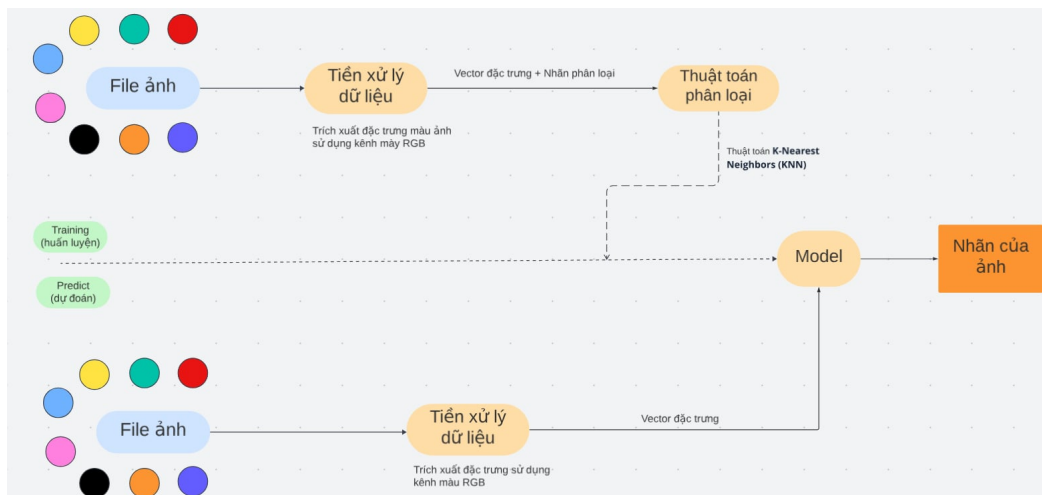 File ảnh
Tiền xử lý
dữ liệu
Trích xuất đặc trưng màu ảnh
sử dụng kênh mày RGB
Vector đặc trưng + Nhãn phân loại
Thuật toán
phân loại
Thuật toán K-Nearest
Neighbors (KNN)
Training
(huấn luyện)
Predict
(dự đoán)
Model
Nhãn của
ảnh
File ảnh
Tiền xử lý
dữ liệu
Trích xuất đặc trưng sử dụng
kênh màu RGB
Vector đặc trưng